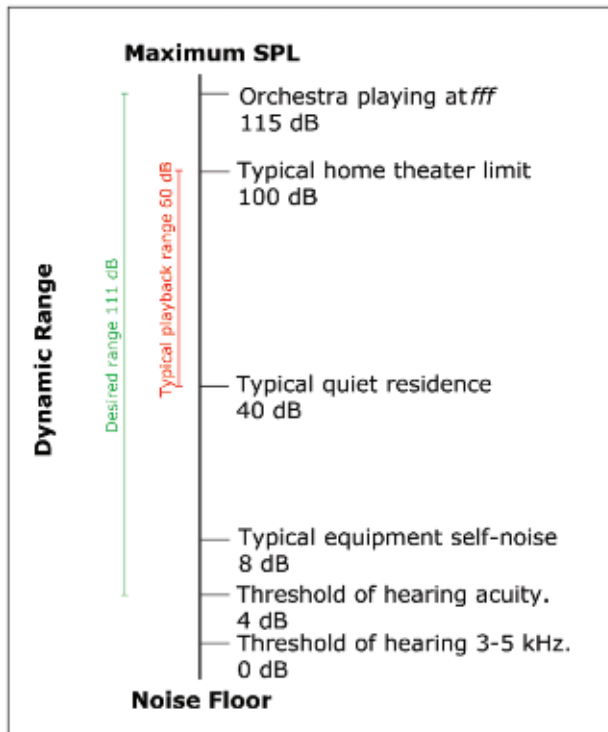 Maximum SPL
Orchestra playing at fff
115 dB
Typical home theater limit
100 dB
Typical playback range 60 dB
Desired range 111 dB
Dynamic Range
Typical quiet residence
40 dB
Typical equipment self-noise
8 dB
Threshold of hearing acuity.
4 dB
Threshold of hearing 3-5 kHz.
0 dB
Noise Floor